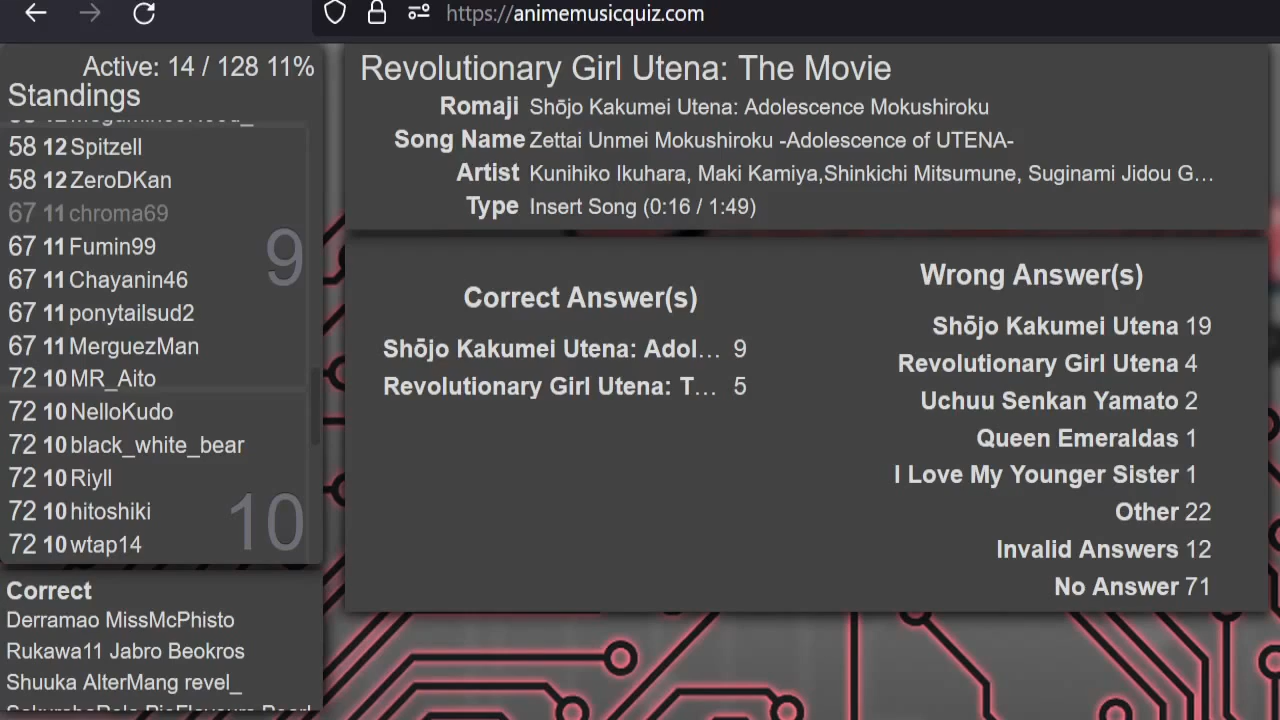 https://animemusicquiz.com
Active: 14 / 128 11%
Standings
58 12 Spitzell
58 12 ZeroDKan
67 11 chroma69
67 11 Fumin99
9
67 11 Chayanin46
67 11 ponytailsud2
67 11 MerguezMan
72 10 MR_Aito
72 10 NelloKudo
72 10 black_white_bear
72 10 Riyll
72 10 hitoshiki
10
72 10 wtap14
Correct
Derramao MissMcPhisto
Rukawa11 Jabro Beokros
Shuuka AlterMang revel_
Revolutionary Girl Utena: The Movie
Romaji Shōjo Kakumei Utena: Adolescence Mokushiroku
Song Name Zettai Unmei Mokushiroku -Adolescence of UTENA-
Artist Kunihiko Ikuhara, Maki Kamiya,Shinkichi Mitsumune, Suginami Jidou G...
Type Insert Song (0:16 / 1:49)
Correct Answer(s)
Shōjo Kakumei Utena: Adol... 9
Revolutionary Girl Utena: T... 5
Wrong Answer(s)
Shōjo Kakumei Utena 19
Revolutionary Girl Utena 4
Uchuu Senkan Yamato 2
Queen Emeraldas 1
I Love My Younger Sister 1
Other 22
Invalid Answers 12
No Answer 71